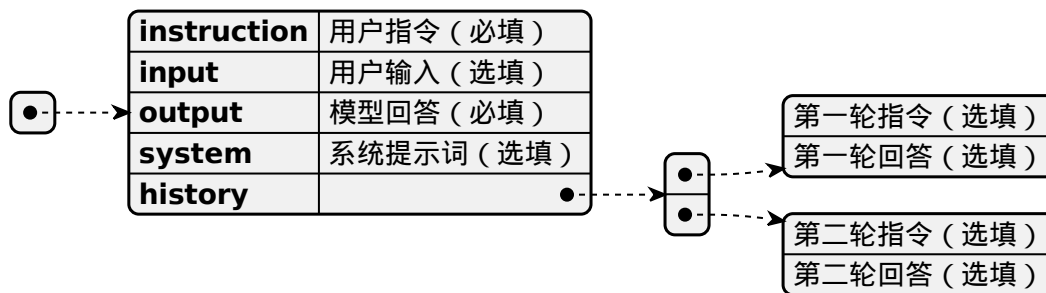 instruction 用户指令（必填）
input 用户输入（选填）
output 模型回答（必填）
system 系统提示词（选填）
history
第一轮指令（选填）
第一轮回答（选填）
第二轮指令（选填）
第二轮回答（选填）